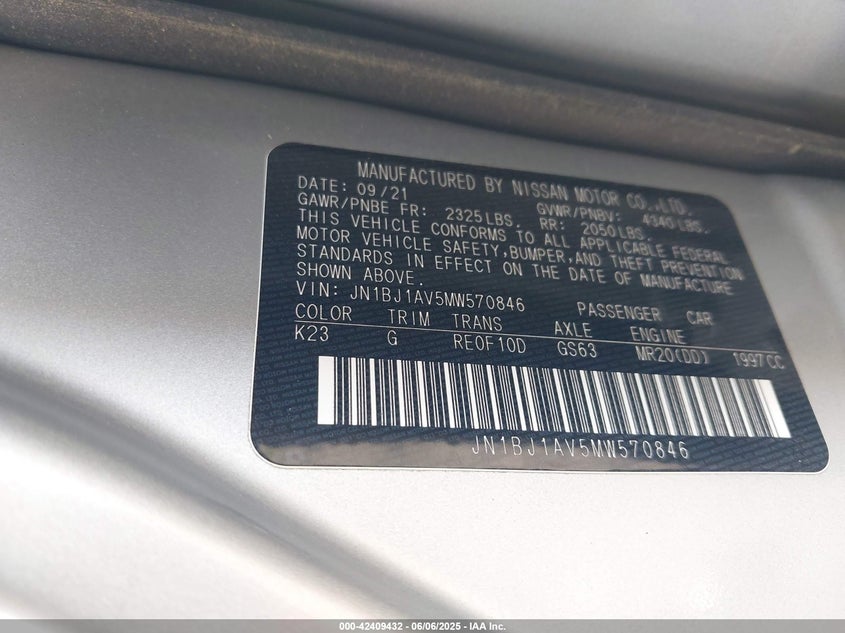 MANUFACTURED BY NISSAN MOTOR CO.,LTD.
DATE: 09/21 GVWR/PNBV: 4340LBS.
GAWR/PNBE FR: 2325LBS. RR: 2050LBS.
THIS VEHICLE CONFORMS TO ALL APPLICABLE FEDERAL
MOTOR VEHICLE SAFETY,BUMPER,AND THEFT PREVENTION
STANDARDS IN EFFECT ON THE DATE OF MANUFACTURE
SHOWN ABOVE.
VIN: JN1BJ1AV5MW570846 PASSENGER CAR
COLOR TRIM TRANS AXLE ENGINE
K23 G RE0F10D GS63 MR20(DD) 1997CC
JN1BJ1AV5MW570846
000-42409432 - 06/06/2025 - IAA Inc.